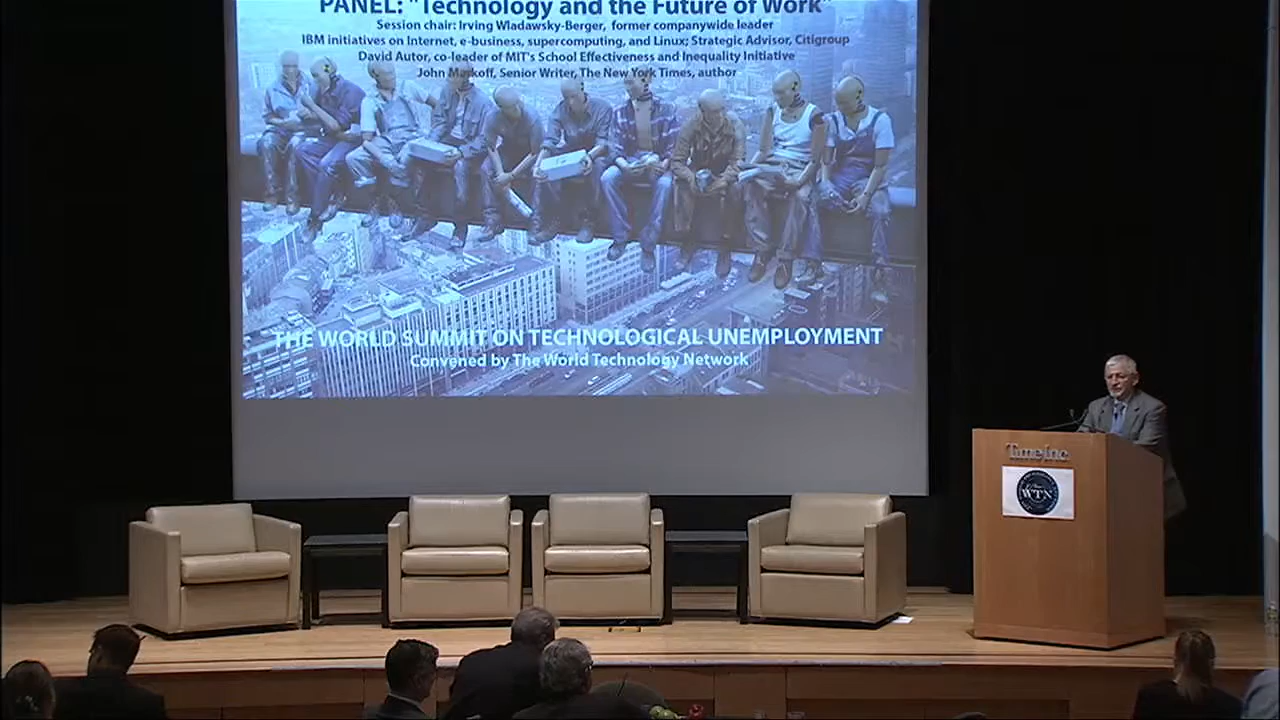 PANEL: "Technology and the Future of Work"
Session chair: Irving Wladawsky-Berger, former companywide leader
IBM initiatives on Internet, e-business, supercomputing, and Linux; Strategic Advisor, Citigroup
David Autor, co-leader of MIT's School Effectiveness and Inequality Initiative
John Markoff, Senior Writer, The New York Times, author
THE WORLD SUMMIT ON TECHNOLOGICAL UNEMPLOYMENT
Convened by The World Technology Network
Time Inc.
WTN